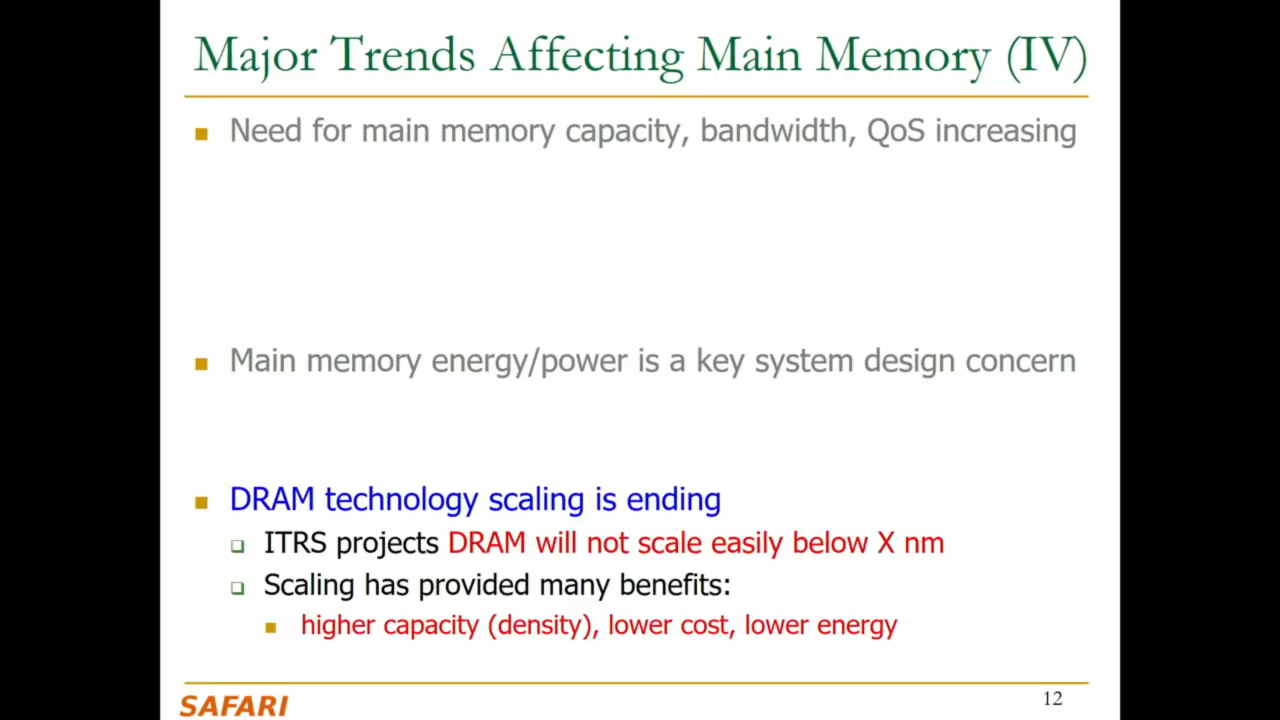 Major Trends Affecting Main Memory (IV)
Need for main memory capacity, bandwidth, QoS increasing
Main memory energy/power is a key system design concern
DRAM technology scaling is ending
ITRS projects DRAM will not scale easily below X nm
Scaling has provided many benefits:
higher capacity (density), lower cost, lower energy
SAFARI
12